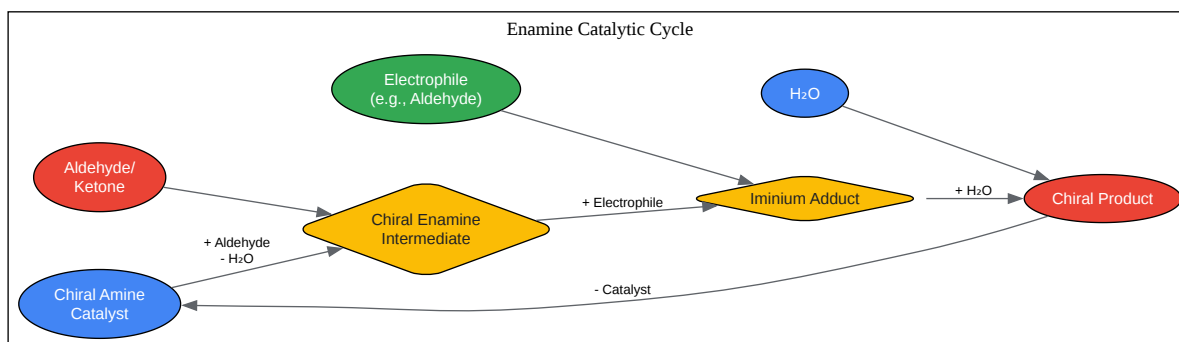 Enamine Catalytic Cycle
Electrophile
(e.g., Aldehyde)
H₂O
Aldehyde/
Ketone
Chiral Enamine
Intermediate
+ Electrophile
Iminium Adduct
+ H₂O
Chiral Product
+ Aldehyde
- H₂O
Chiral Amine
Catalyst
- Catalyst